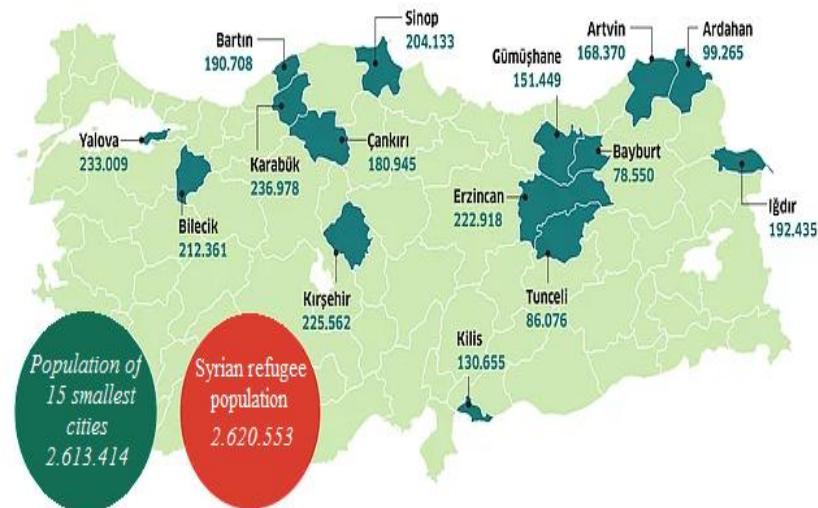 Sinop
204.133
Bartın
190.708
Artvin
168.370
Ardahan
99.265
Gümüşhane
151.449
Yalova
233.009
Karabük
236.978
Çankırı
180.945
Bayburt
78.550
Erzincan
222.918
Iğdır
192.435
Bilecik
212.361
Kırşehir
225.562
Tunceli
86.076
Kilis
130.655
Population of
15 smallest
cities
2.613.414
Syrian refugee
population
2.620.553